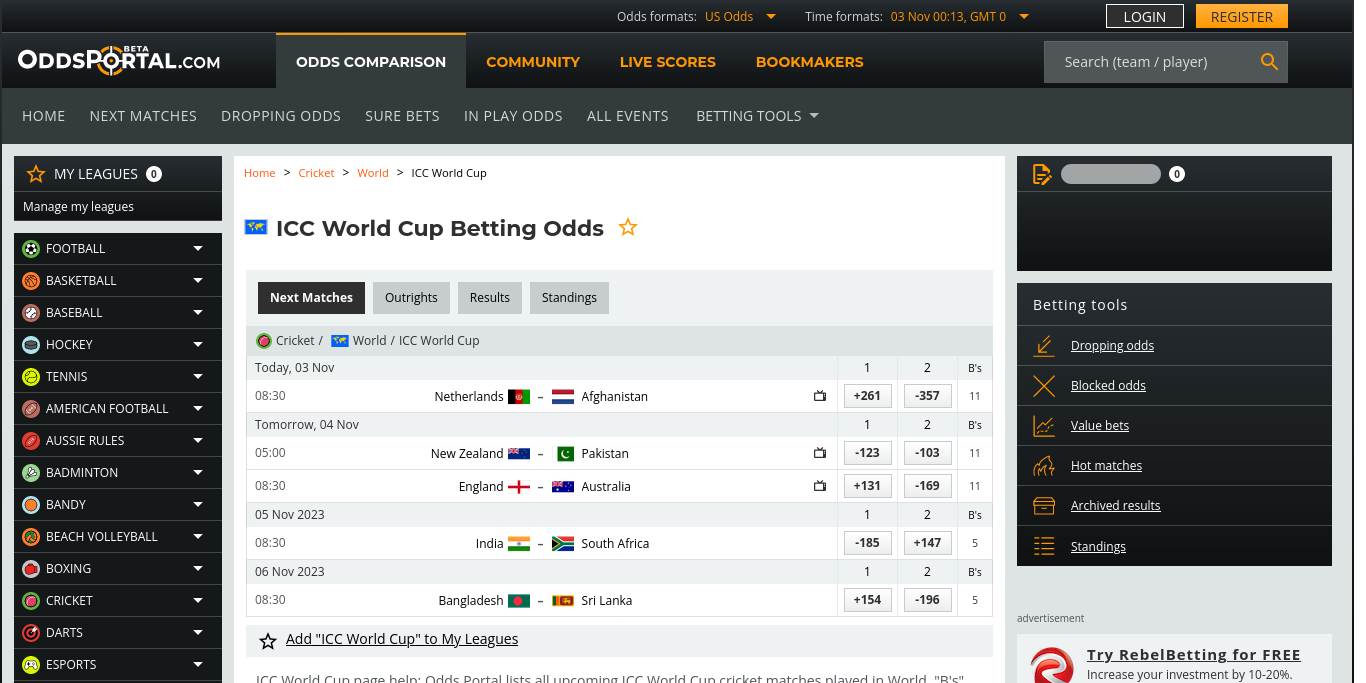 Odds formats: US Odds Time formats: 03 Nov 00:13, GMT 0 LOGIN REGISTER
ODDSPORTAL.COM BETA ODDS COMPARISON COMMUNITY LIVE SCORES BOOKMAKERS Search (team / player)
HOME NEXT MATCHES DROPPING ODDS SURE BETS IN PLAY ODDS ALL EVENTS BETTING TOOLS
MY LEAGUES 0
Manage my leagues
FOOTBALL
BASKETBALL
BASEBALL
HOCKEY
TENNIS
AMERICAN FOOTBALL
AUSSIE RULES
BADMINTON
BANDY
BEACH VOLLEYBALL
BOXING
CRICKET
DARTS
ESPORTS
Home > Cricket > World > ICC World Cup
ICC World Cup Betting Odds
Next Matches Outrights Results Standings
Cricket / World / ICC World Cup
Today, 03 Nov 1 2 B's
08:30 Netherlands – Afghanistan +261 -357 11
Tomorrow, 04 Nov 1 2 B's
05:00 New Zealand – Pakistan -123 -103 11
08:30 England – Australia +131 -169 11
05 Nov 2023 1 2 B's
08:30 India – South Africa -185 +147 5
06 Nov 2023 1 2 B's
08:30 Bangladesh – Sri Lanka +154 -196 5
Add "ICC World Cup" to My Leagues
ICC World Cup page help: Odds Portal lists all upcoming ICC World Cup cricket matches played in World. "B's"
0
Betting tools
Dropping odds
Blocked odds
Value bets
Hot matches
Archived results
Standings
advertisement
Try RebelBetting for FREE
Increase your investment by 10-20%.